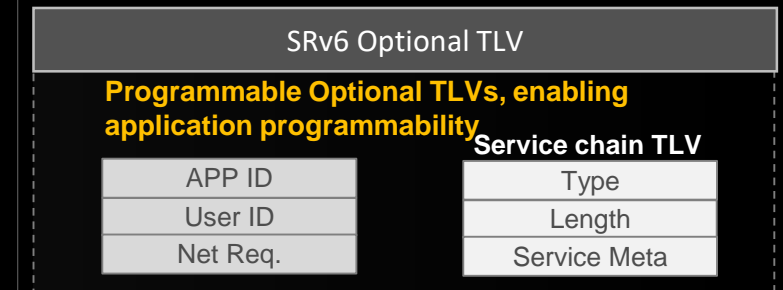 SRv6 Optional TLV
Programmable Optional TLVs, enabling
application programmability
Service chain TLV
APP ID
User ID
Net Req.
Type
Length
Service Meta